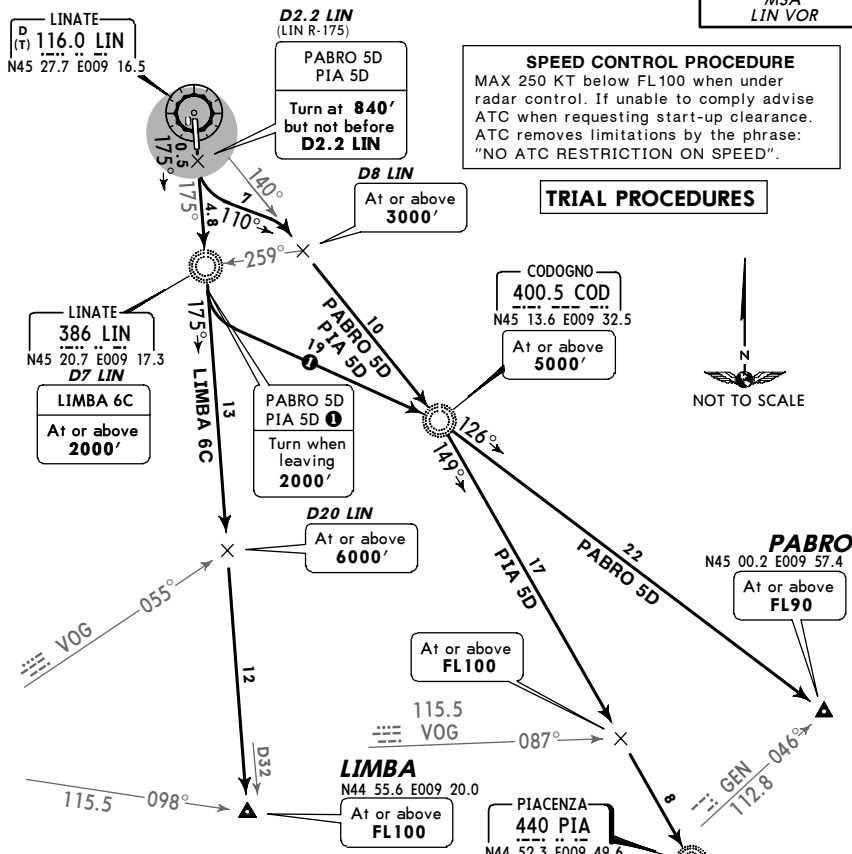 MSA
LIN VOR
LINATE
D
(T) 116.0 LIN
N45 27.7 E009 16.5
D2.2 LIN
(LIN R-175)
PABRO 5D
PIA 5D
Turn at 840'
but not before
D2.2 LIN
SPEED CONTROL PROCEDURE
MAX 250 KT below FL100 when under
radar control. If unable to comply advise
ATC when requesting start-up clearance.
ATC removes limitations by the phrase:
"NO ATC RESTRICTION ON SPEED".
TRIAL PROCEDURES
0.5
175°
175°
4.8
7
110°
140°
D8 LIN
At or above
3000'
259°
LINATE
386 LIN
N45 20.7 E009 17.3
D7 LIN
LIMBA 6C
At or above
2000'
175°
LIMBA 6C
13
19
1
10
PABRO 5D
PIA 5D
PABRO 5D
PIA 5D 1
Turn when
leaving
2000'
CODOGNO
400.5 COD
N45 13.6 E009 32.5
At or above
5000'
N
NOT TO SCALE
126°
149°
D20 LIN
At or above
6000'
17
PIA 5D
22
PABRO 5D
PABRO
N45 00.2 E009 57.4
At or above
FL90
VOG 055°
12
D32
At or above
FL100
115.5
VOG 087°
LIMBA
N44 55.6 E009 20.0
At or above
FL100
115.5 098°
8
GEN 046°
112.8
PIACENZA
440 PIA
N44 52.3 E009 49.6